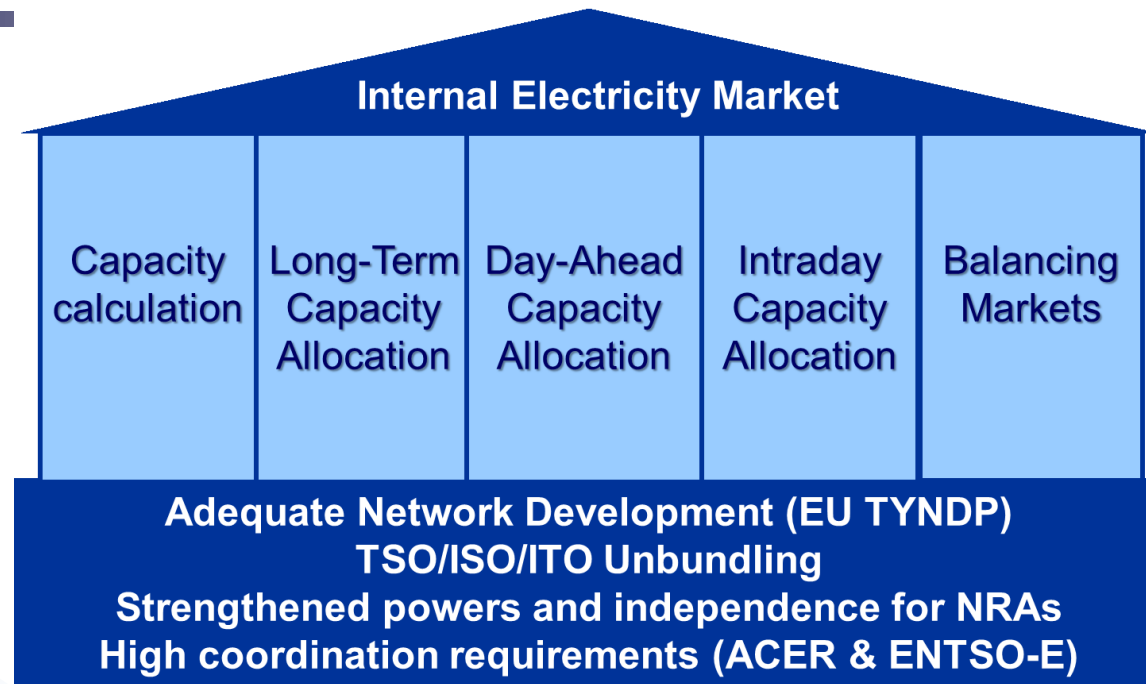 Internal Electricity Market
Capacity
calculation
Long-Term
Capacity
Allocation
Day-Ahead
Capacity
Allocation
Intraday
Capacity
Allocation
Balancing
Markets
Adequate Network Development (EU TYNDP)
TSO/ISO/ITO Unbundling
Strengthened powers and independence for NRAs
High coordination requirements (ACER & ENTSO-E)